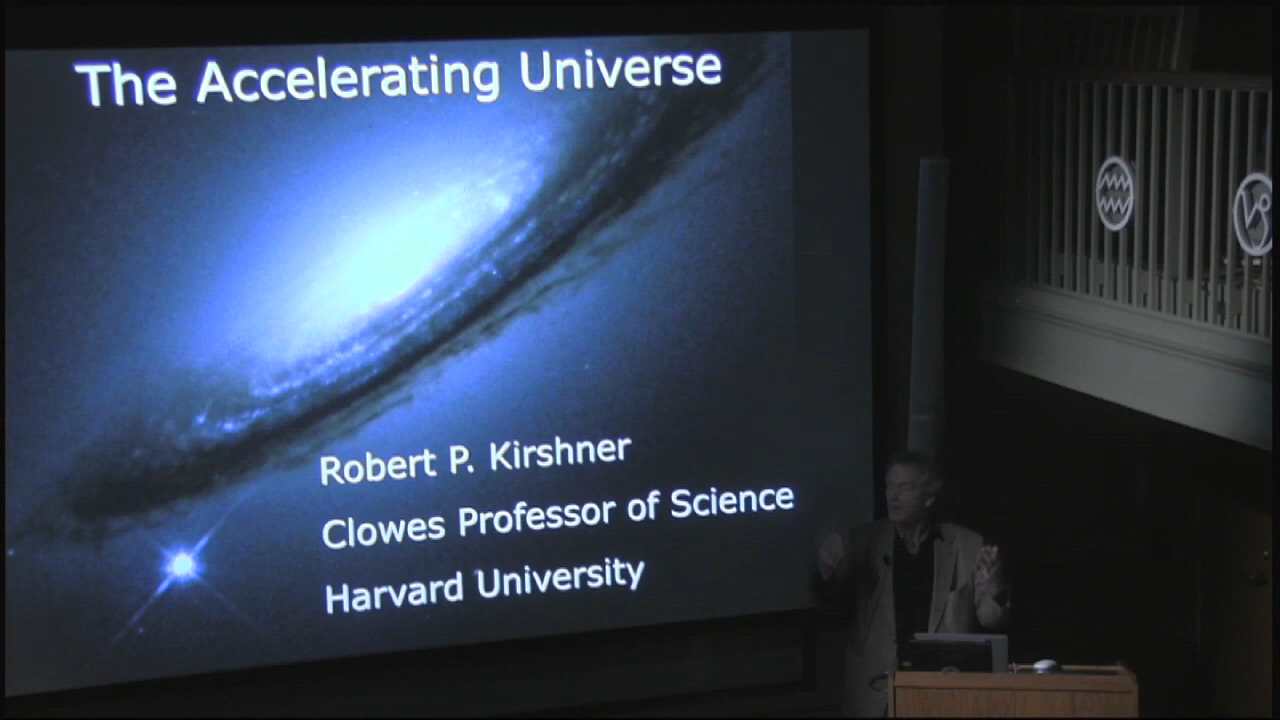 The Accelerating Universe
Robert P. Kirshner
Clowes Professor of Science
Harvard University